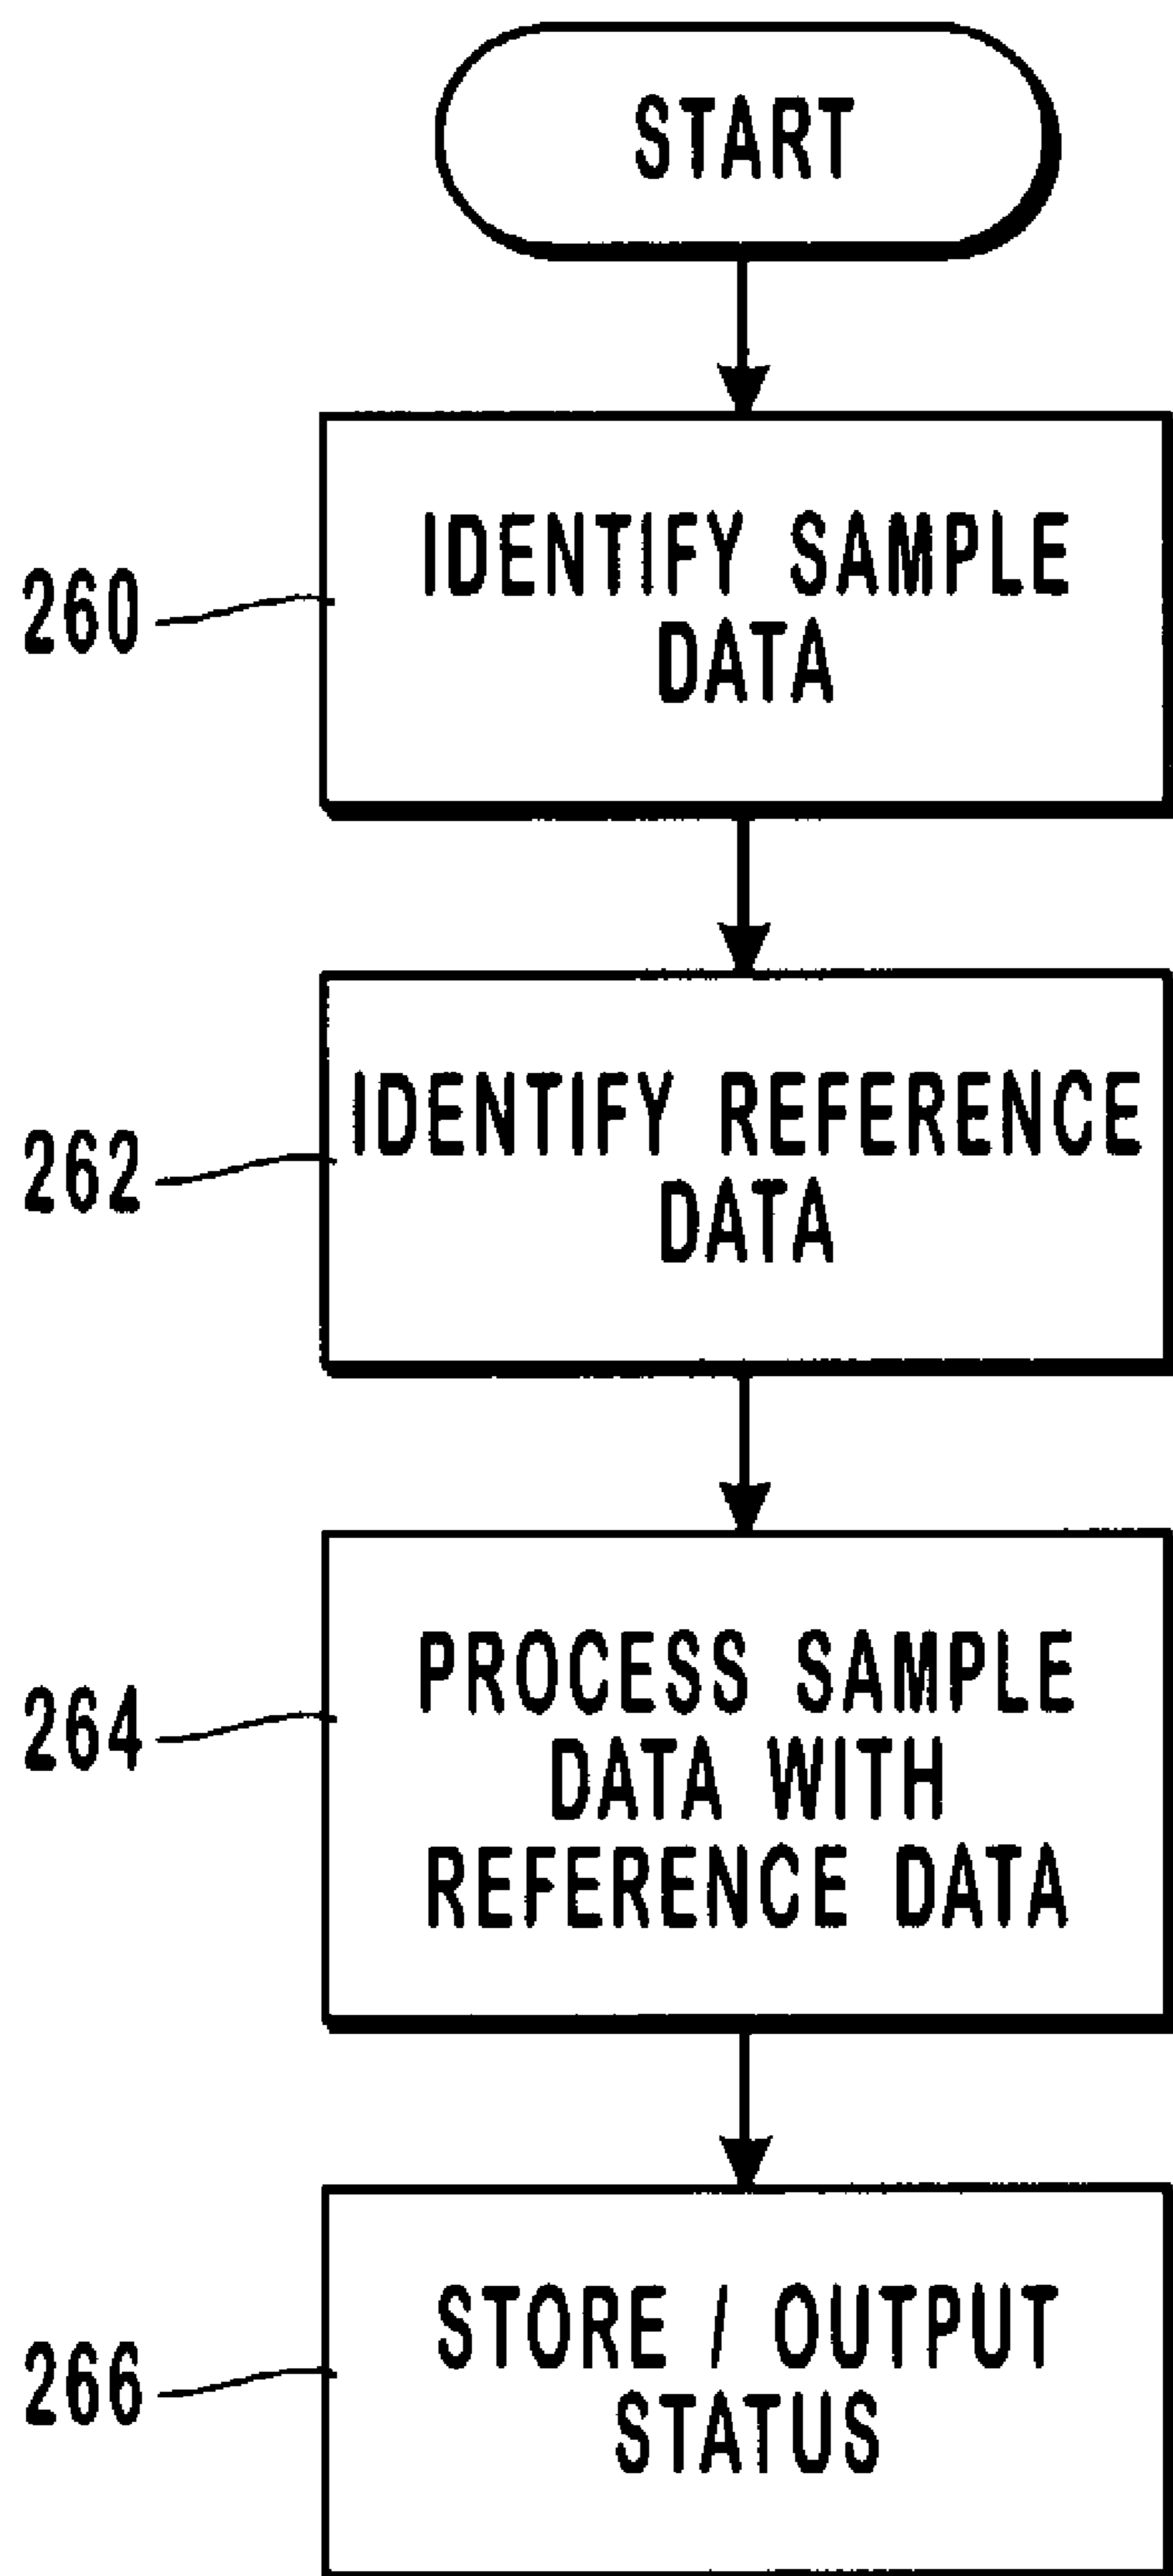 START
260
IDENTIFY SAMPLE
DATA
262
IDENTIFY REFERENCE
DATA
264
PROCESS SAMPLE
DATA WITH
REFERENCE DATA
266
STORE / OUTPUT
STATUS